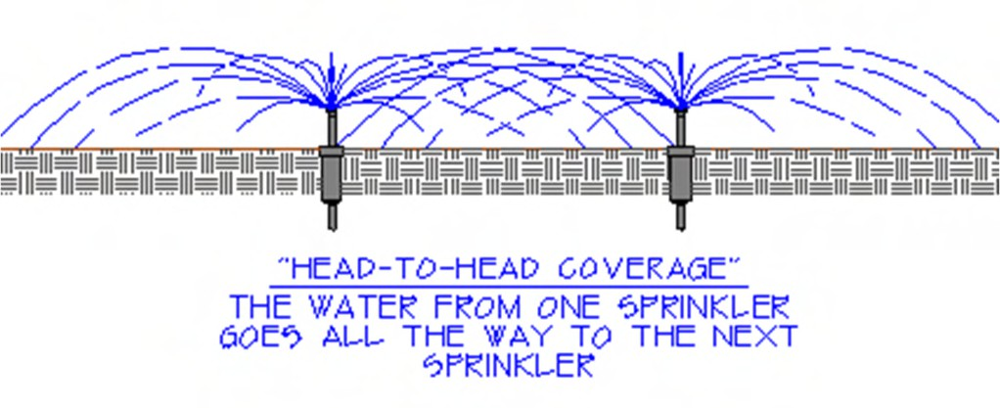 "HEAD-TO-HEAD COVERAGE"
THE WATER FROM ONE SPRINKLER
GOES ALL THE WAY TO THE NEXT
SPRINKLER